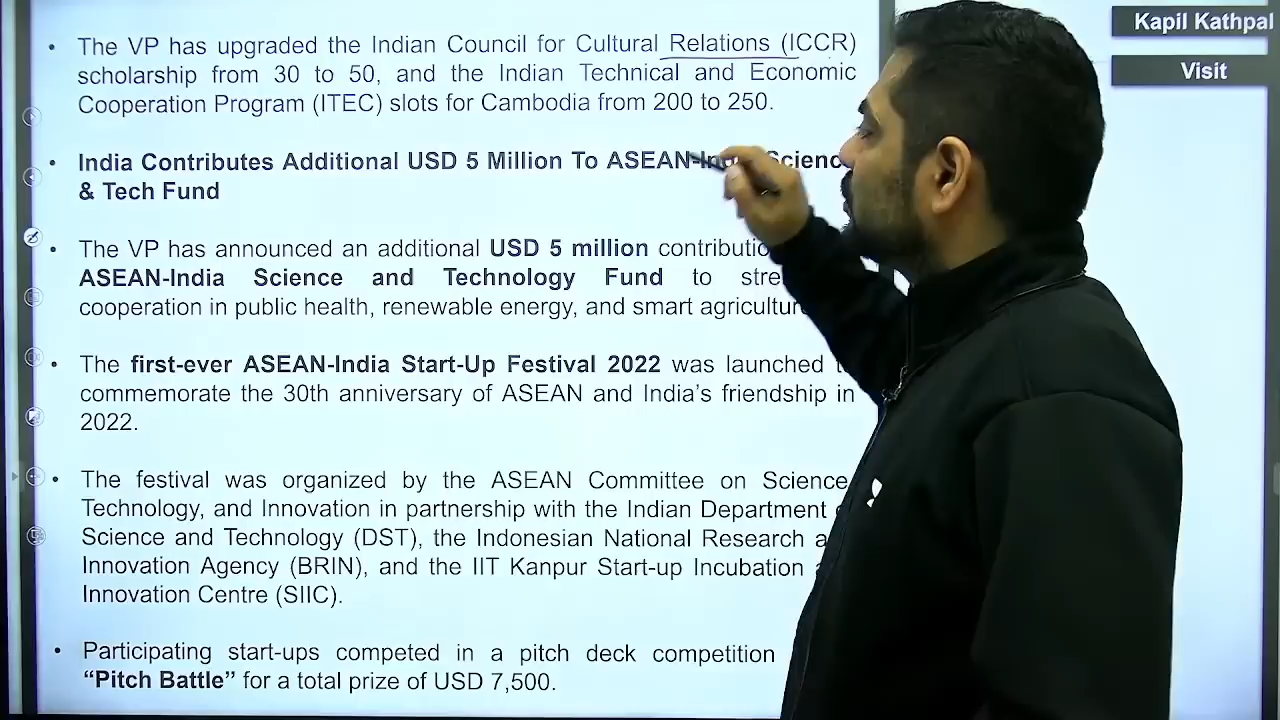 Kapil Kathpal
Visit
• The VP has upgraded the Indian Council for Cultural Relations (ICCR)
scholarship from 30 to 50, and the Indian Technical and Economic
Cooperation Program (ITEC) slots for Cambodia from 200 to 250.
• India Contributes Additional USD 5 Million To ASEAN-India Science
& Tech Fund
• The VP has announced an additional USD 5 million
ASEAN-India Science and Technology Fund to
cooperation in public health, renewable energy, and smart agriculture
• The first-ever ASEAN-India Start-Up Festival 2022 was launched
commemorate the 30th anniversary of ASEAN and India's friendship in
2022.
• The festival was organized by the ASEAN Committee on Science,
Technology, and Innovation in partnership with the Indian Department
Science and Technology (DST), the Indonesian National Research
Innovation Agency (BRIN), and the IIT Kanpur Start-up Incubation
Innovation Centre (SIIC).
• Participating start-ups competed in a pitch deck competition
“Pitch Battle” for a total prize of USD 7,500.